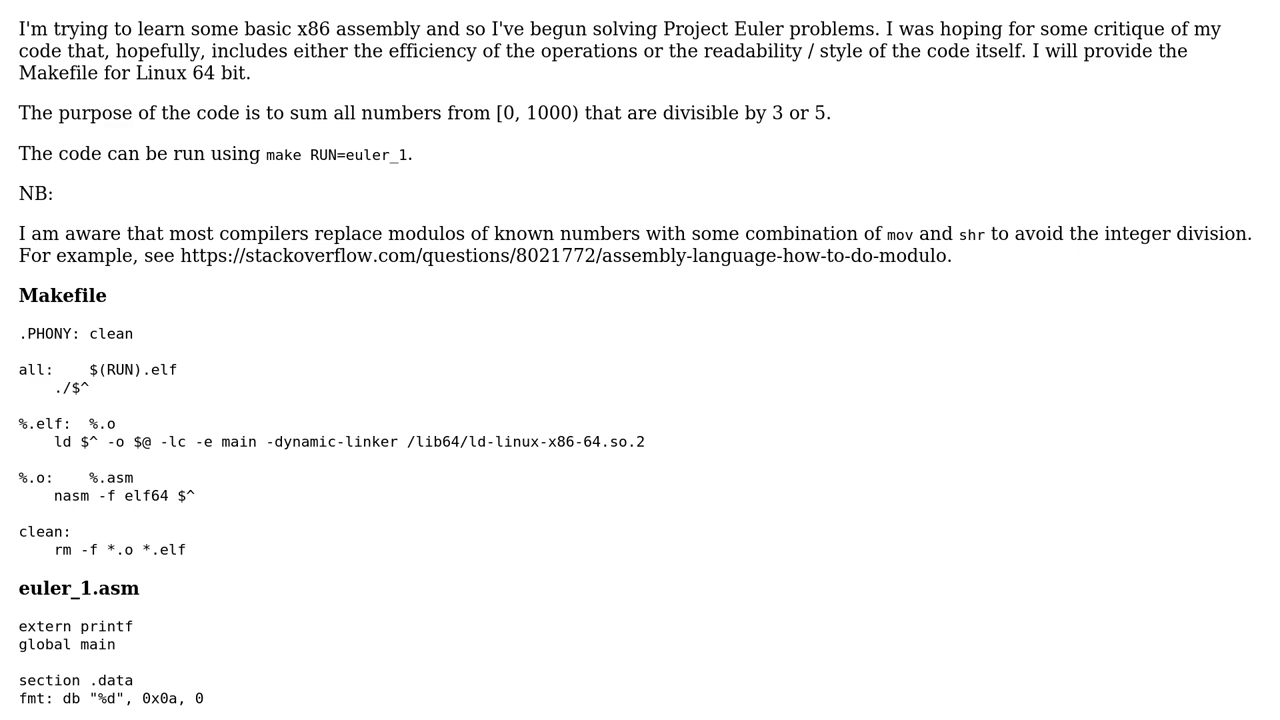 I'm trying to learn some basic x86 assembly and so I've begun solving Project Euler problems. I was hoping for some critique of my
code that, hopefully, includes either the efficiency of the operations or the readability / style of the code itself. I will provide the
Makefile for Linux 64 bit.
The purpose of the code is to sum all numbers from [0, 1000) that are divisible by 3 or 5.
The code can be run using make RUN=euler_1.
NB:
I am aware that most compilers replace modulos of known numbers with some combination of mov and shr to avoid the integer division.
For example, see https://stackoverflow.com/questions/8021772/assembly-language-how-to-do-modulo.
Makefile
.PHONY: clean
all:    $(RUN).elf
    ./$^
%.elf:  %.o
    ld $^ -o $@ -lc -e main -dynamic-linker /lib64/ld-linux-x86-64.so.2
%.o:    %.asm
    nasm -f elf64 $^
clean:
    rm -f *.o *.elf
euler_1.asm
extern printf
global main
section .data
fmt: db "%d", 0x0a, 0